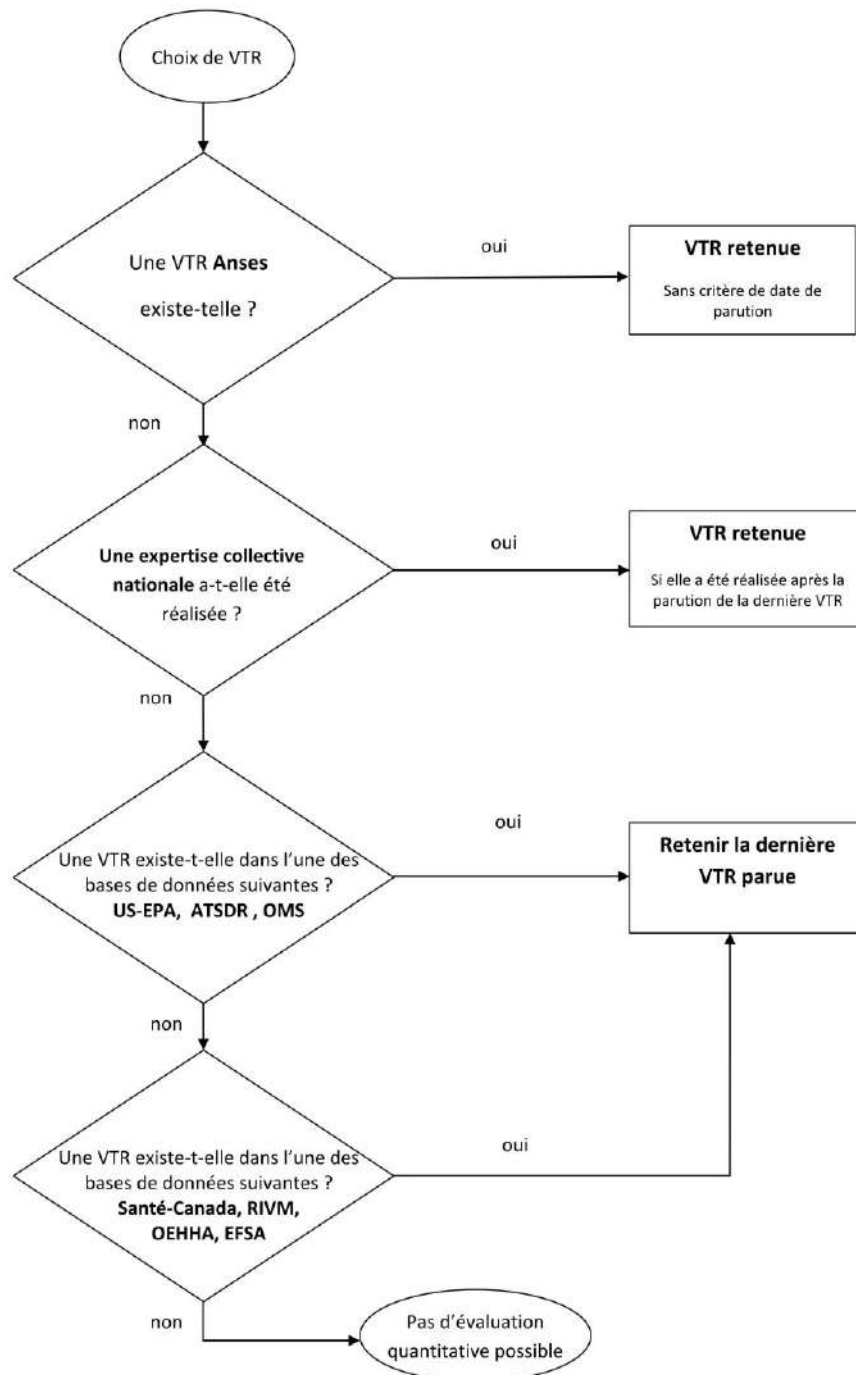 Choix de VTR
Une VTR Anses
existe-telle ?
oui
VTR retenue
Sans critère de date de
parution
non
Une expertise collective
nationale a-t-elle été
réalisée ?
oui
VTR retenue
Si elle a été réalisée après la
parution de la dernière VTR
non
Une VTR existe-t-elle dans l'une des
bases de données suivantes ?
US-EPA, ATSDR , OMS
oui
Retenir la dernière
VTR parue
non
Une VTR existe-t-elle dans l'une des
bases de données suivantes ?
Santé-Canada, RIVM,
OEHHA, EFSA
oui
non
Pas d'évaluation
quantitative possible